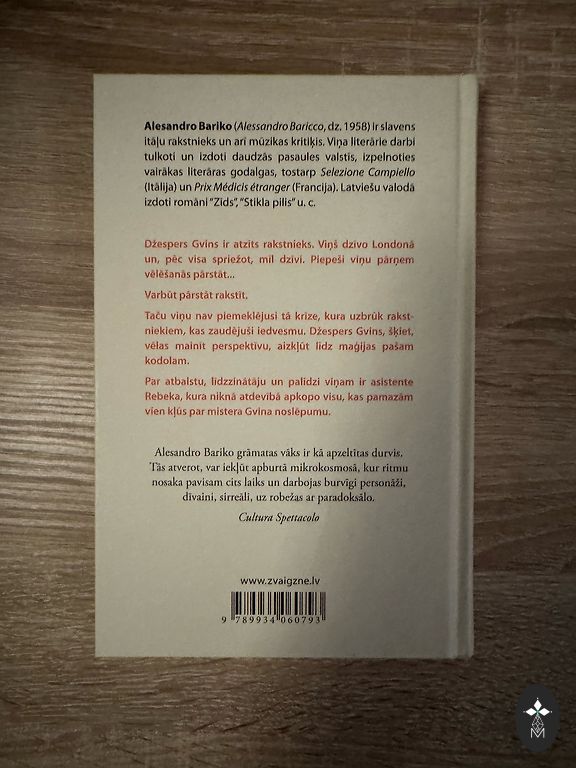 Alesandro Bariko (Alessandro Baricco, dz. 1958) ir slavens
itāļu rakstnieks un arī mūzikas kritiķis. Viņa literārie darbi
tulkoti un izdoti daudzās pasaules valstīs, izpelnoties
vairākas literāras godalgas, tostarp Selezione Campiello
(Itālija) un Prix Médicis étranger (Francija). Latviešu valodā
izdoti romāni "Zīds", "Stikla pilis" u. c.
Džespers Gvins ir atzīts rakstnieks. Viņš dzīvo Londonā
un, pēc visa spriežot, mīl dzīvi. Piepeši viņu pārņem
vēlēšanās pārstāt...
Varbūt pārstāt rakstīt.
Taču viņu nav piemeklējusi tā krīze, kura uzbrūk rakst-
niekiem, kas zaudējuši iedvesmu. Džespers Gvins, šķiet,
vēlas mainīt perspektīvu, aizkļūt līdz maģijas pašam
kodolam.
Par atbalstu, līdzzinātāju un palīdzi viņam ir asistente
Rebeka, kura niknā atdevībā apkopo visu, kas pamazām
vien kļūs par mistera Gvina noslēpumu.
Alesandro Bariko grāmatas vāks ir kā apzeltītas durvis.
Tās atverot, var iekļūt apburtā mikrokosmosā, kur ritmu
nosaka pavisam cits laiks un darbojas burvīgi personāži,
dīvaini, sirreāli, uz robežas ar paradoksālo.
Cultura Spettacolo
www.zvaigzne.lv
9 789934 060793
M